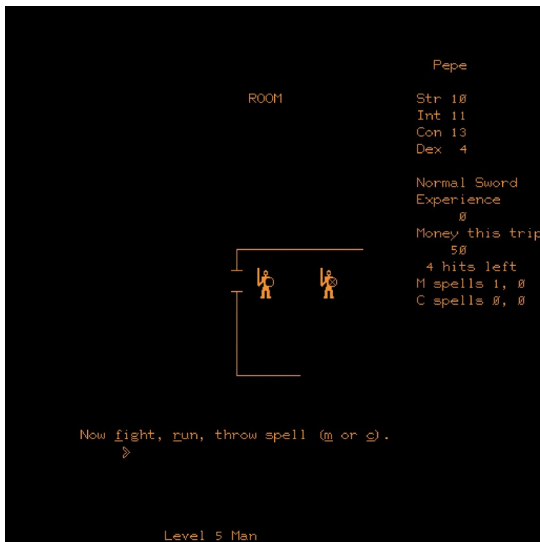 Pepe
ROOM
Str 10
Int 11
Con 13
Dex 4
Normal Sword
Experience
0
Money this trip
50
4 hits left
M spells 1, 0
C spells 0, 0
Now fight, run, throw spell (m or c).
>
Level 5 Man